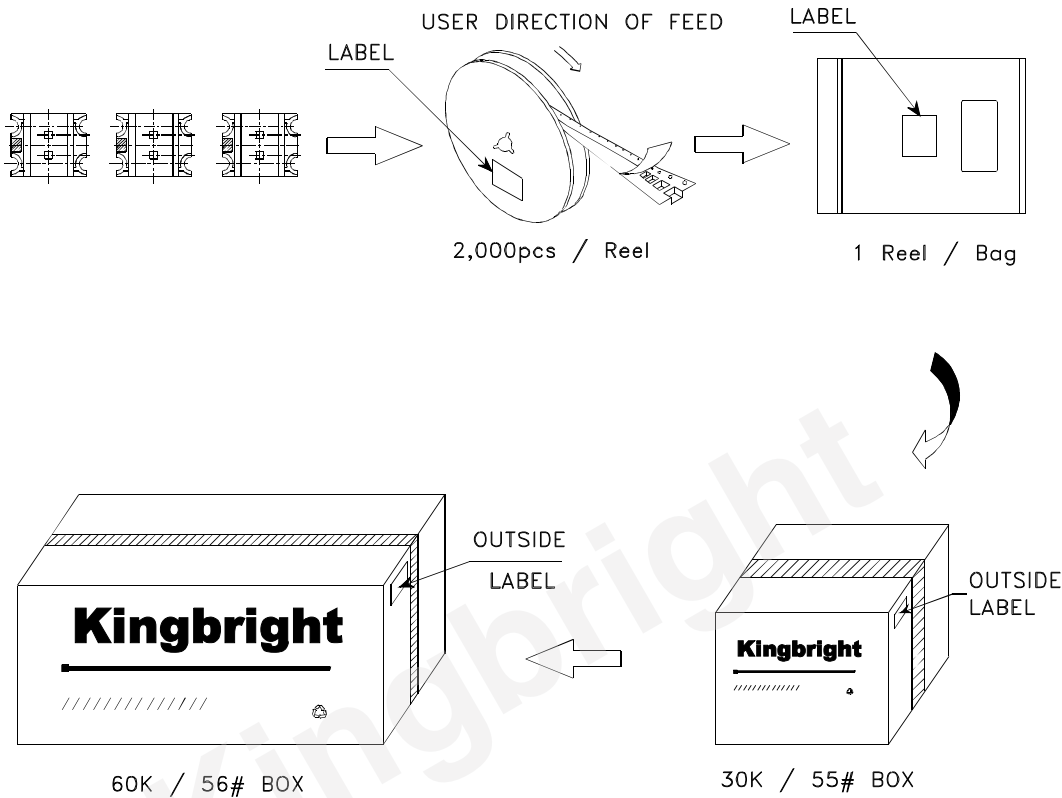 USER DIRECTION OF FEED
LABEL
LABEL
2,000pcs / Reel
1 Reel / Bag
OUTSIDE
LABEL
Kingbright
60K / 56# BOX
OUTSIDE
LABEL
Kingbright
30K / 55# BOX
Kingbright